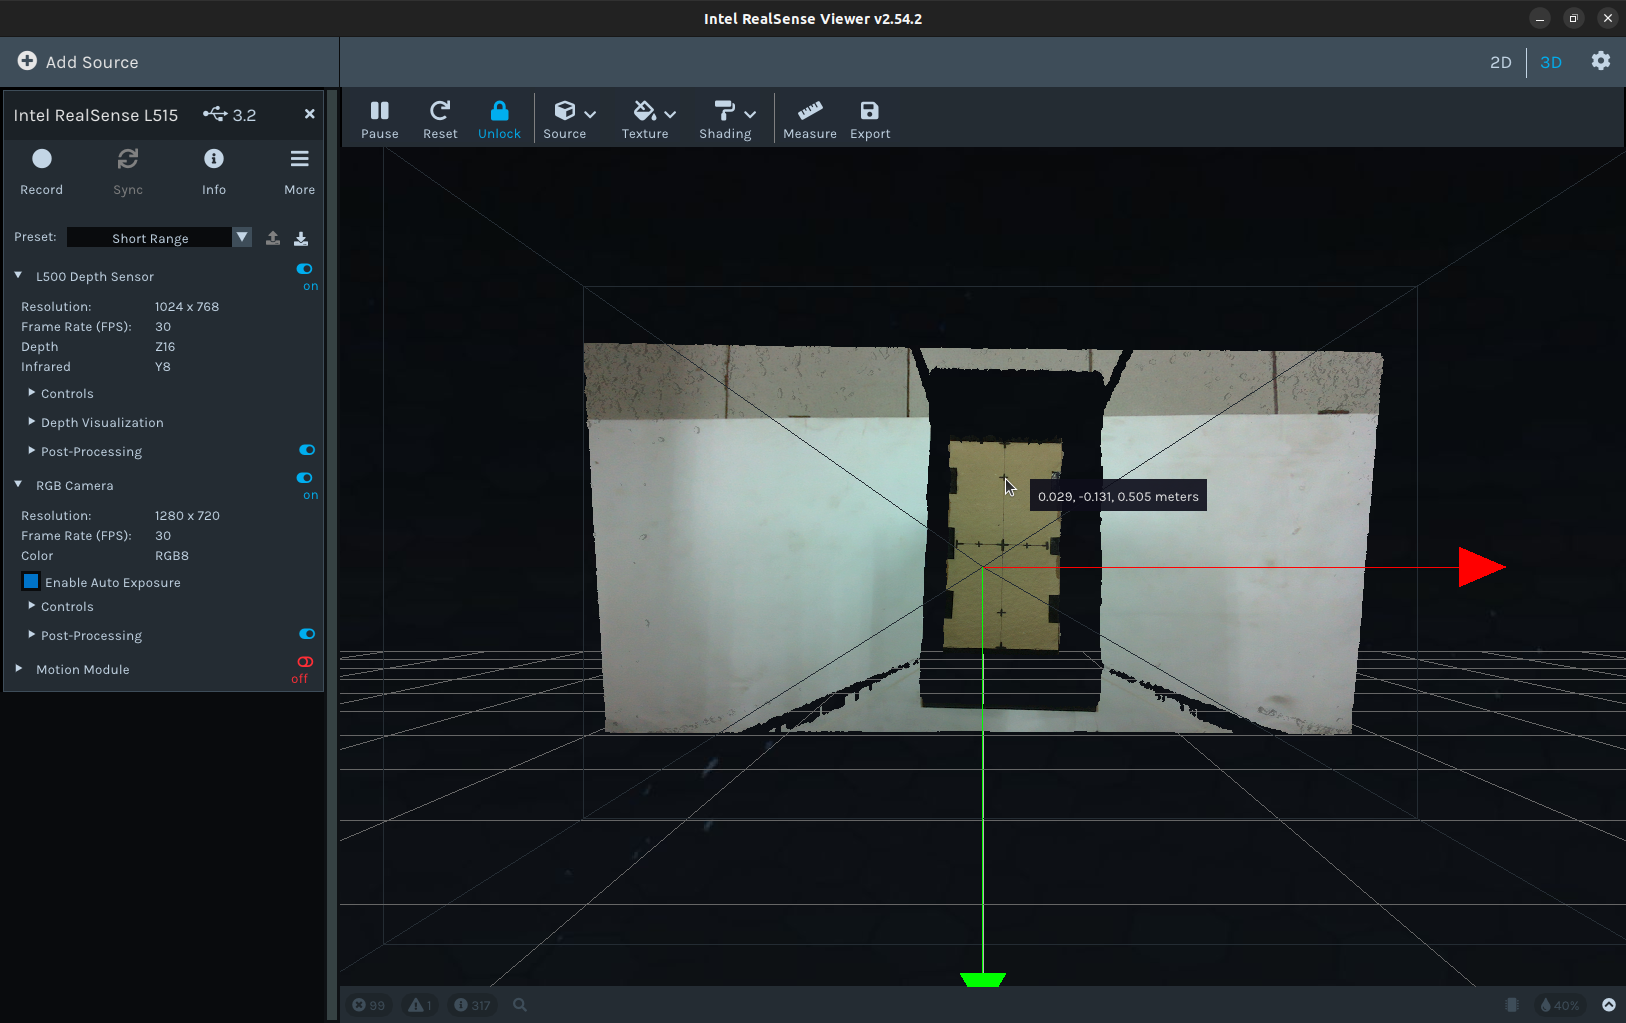 Intel RealSense Viewer v2.54.2
Add Source
2D
3D
Intel RealSense L515
3.2
Pause
Reset
Unlock
Source
Texture
Shading
Measure
Export
Record
Sync
Info
More
Preset:
Short Range
L500 Depth Sensor
on
Resolution:
1024 x 768
Frame Rate (FPS):
30
Depth
Z16
Infrared
Y8
Controls
Depth Visualization
Post-Processing
RGB Camera
on
Resolution:
1280 x 720
Frame Rate (FPS):
30
Color
RGB8
Enable Auto Exposure
Controls
Post-Processing
Motion Module
off
0.029, -0.131, 0.505 meters
99
1
317
40%